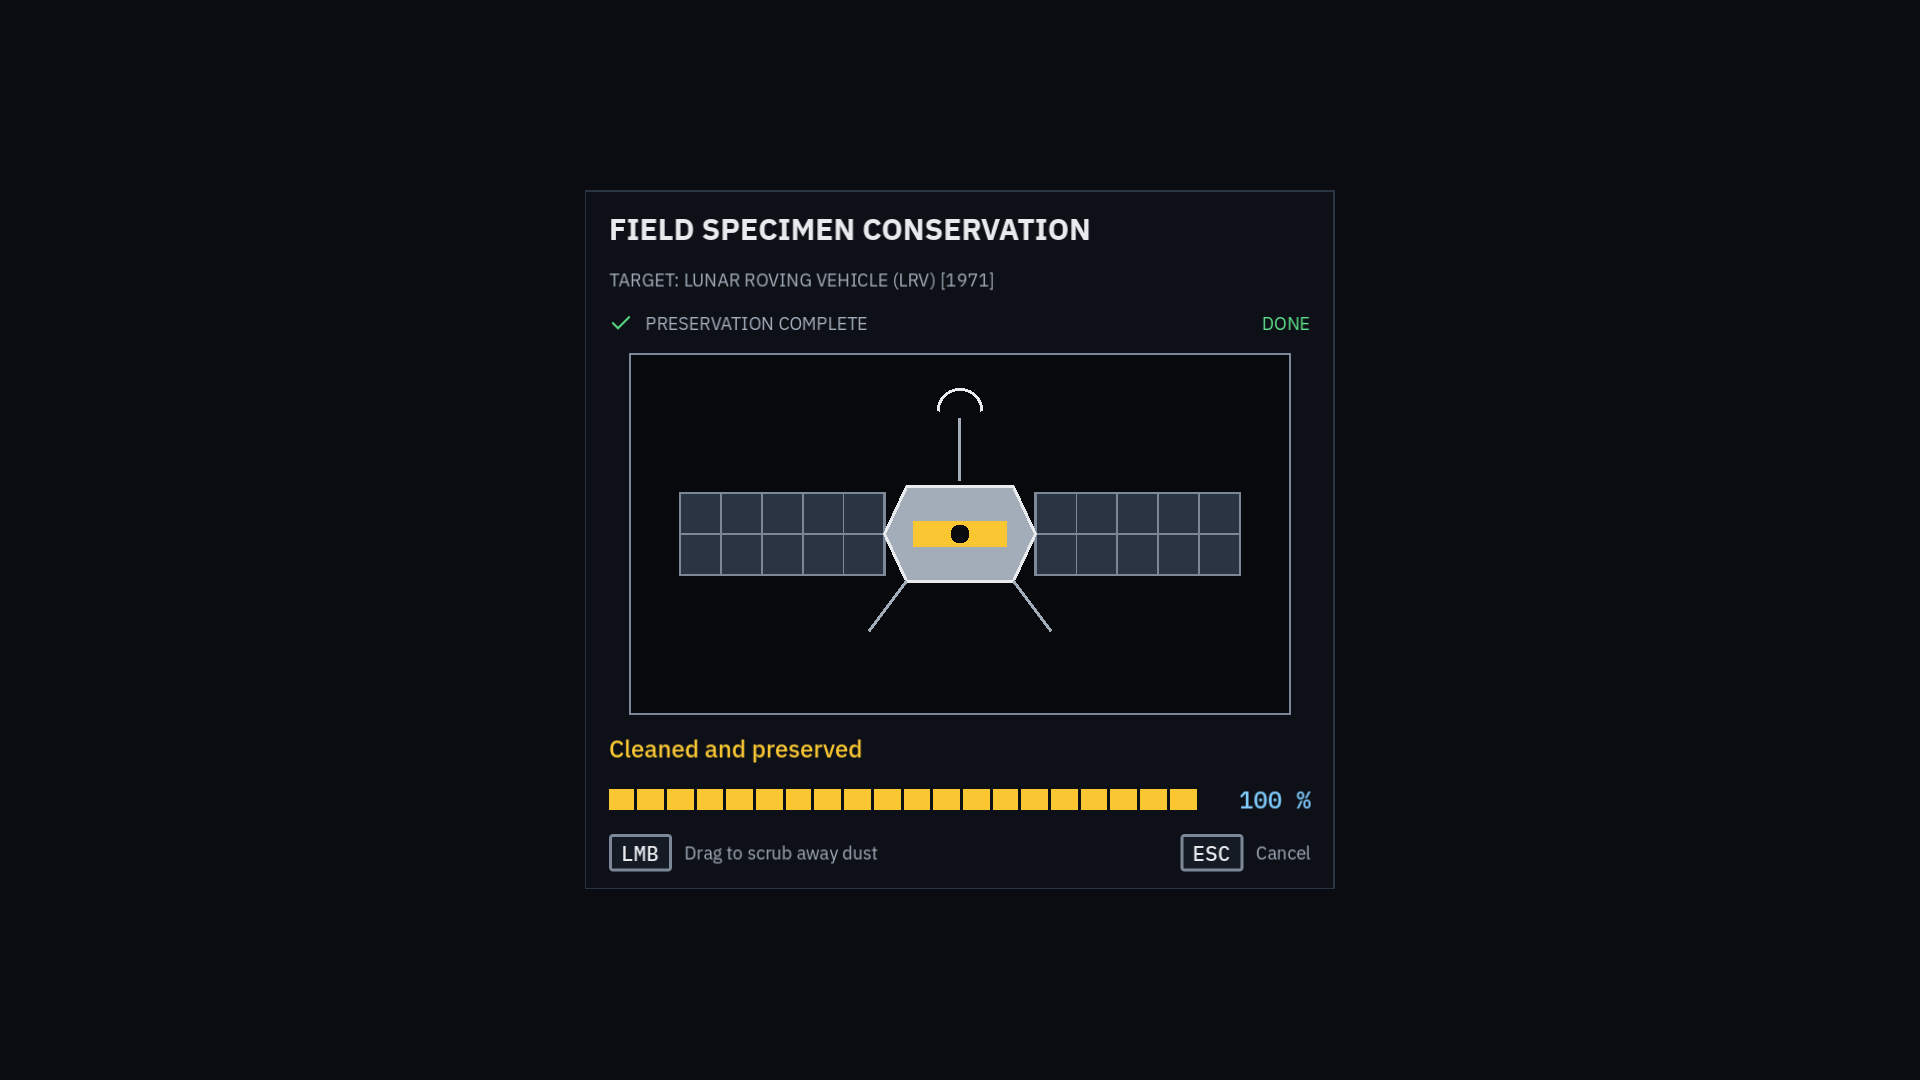 FIELD SPECIMEN CONSERVATION
TARGET: LUNAR ROVING VEHICLE (LRV) [1971]
PRESERVATION COMPLETE DONE
Cleaned and preserved
100 %
LMB Drag to scrub away dust ESC Cancel